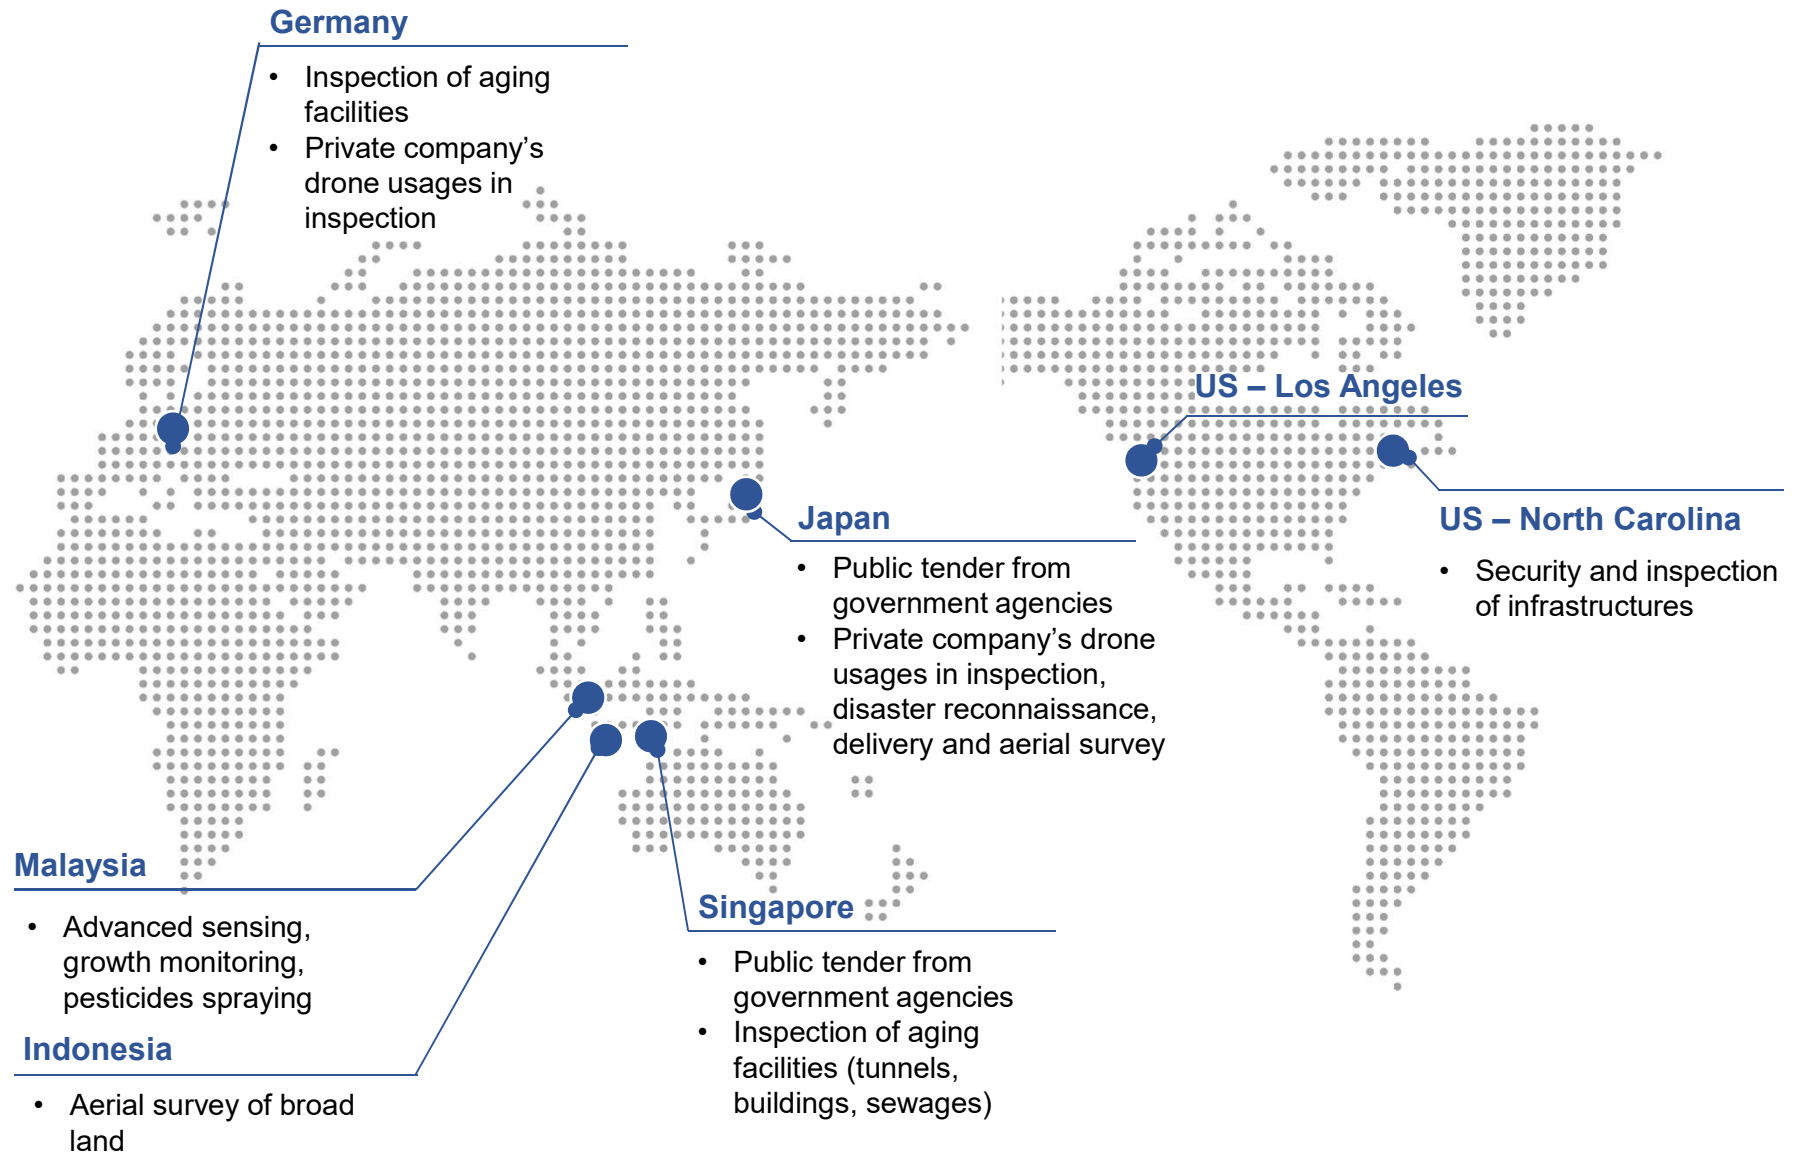 Germany
• Inspection of aging
facilities
• Private company’s
drone usages in
inspection
US – Los Angeles
US – North Carolina
• Security and inspection
of infrastructures
Japan
• Public tender from
government agencies
• Private company’s drone
usages in inspection,
disaster reconnaissance,
delivery and aerial survey
Malaysia
• Advanced sensing,
growth monitoring,
pesticides spraying
Indonesia
• Aerial survey of broad
land
Singapore
• Public tender from
government agencies
• Inspection of aging
facilities (tunnels,
buildings, sewages)